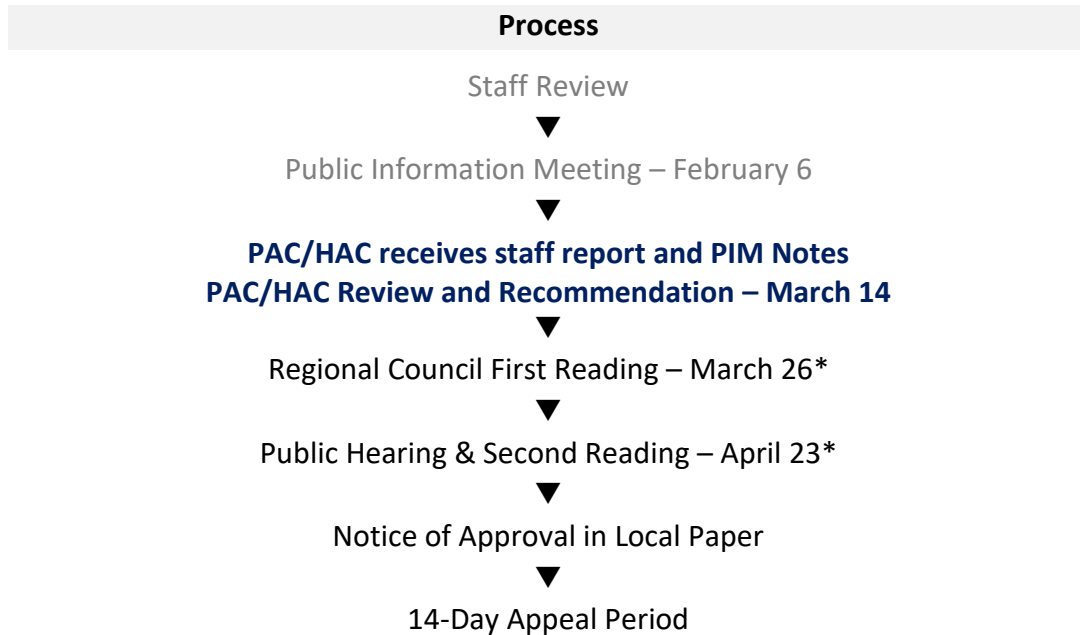 Process
Staff Review
Public Information Meeting – February 6
PAC/HAC receives staff report and PIM Notes
PAC/HAC Review and Recommendation – March 14
Regional Council First Reading – March 26*
Public Hearing & Second Reading – April 23*
Notice of Approval in Local Paper
14-Day Appeal Period